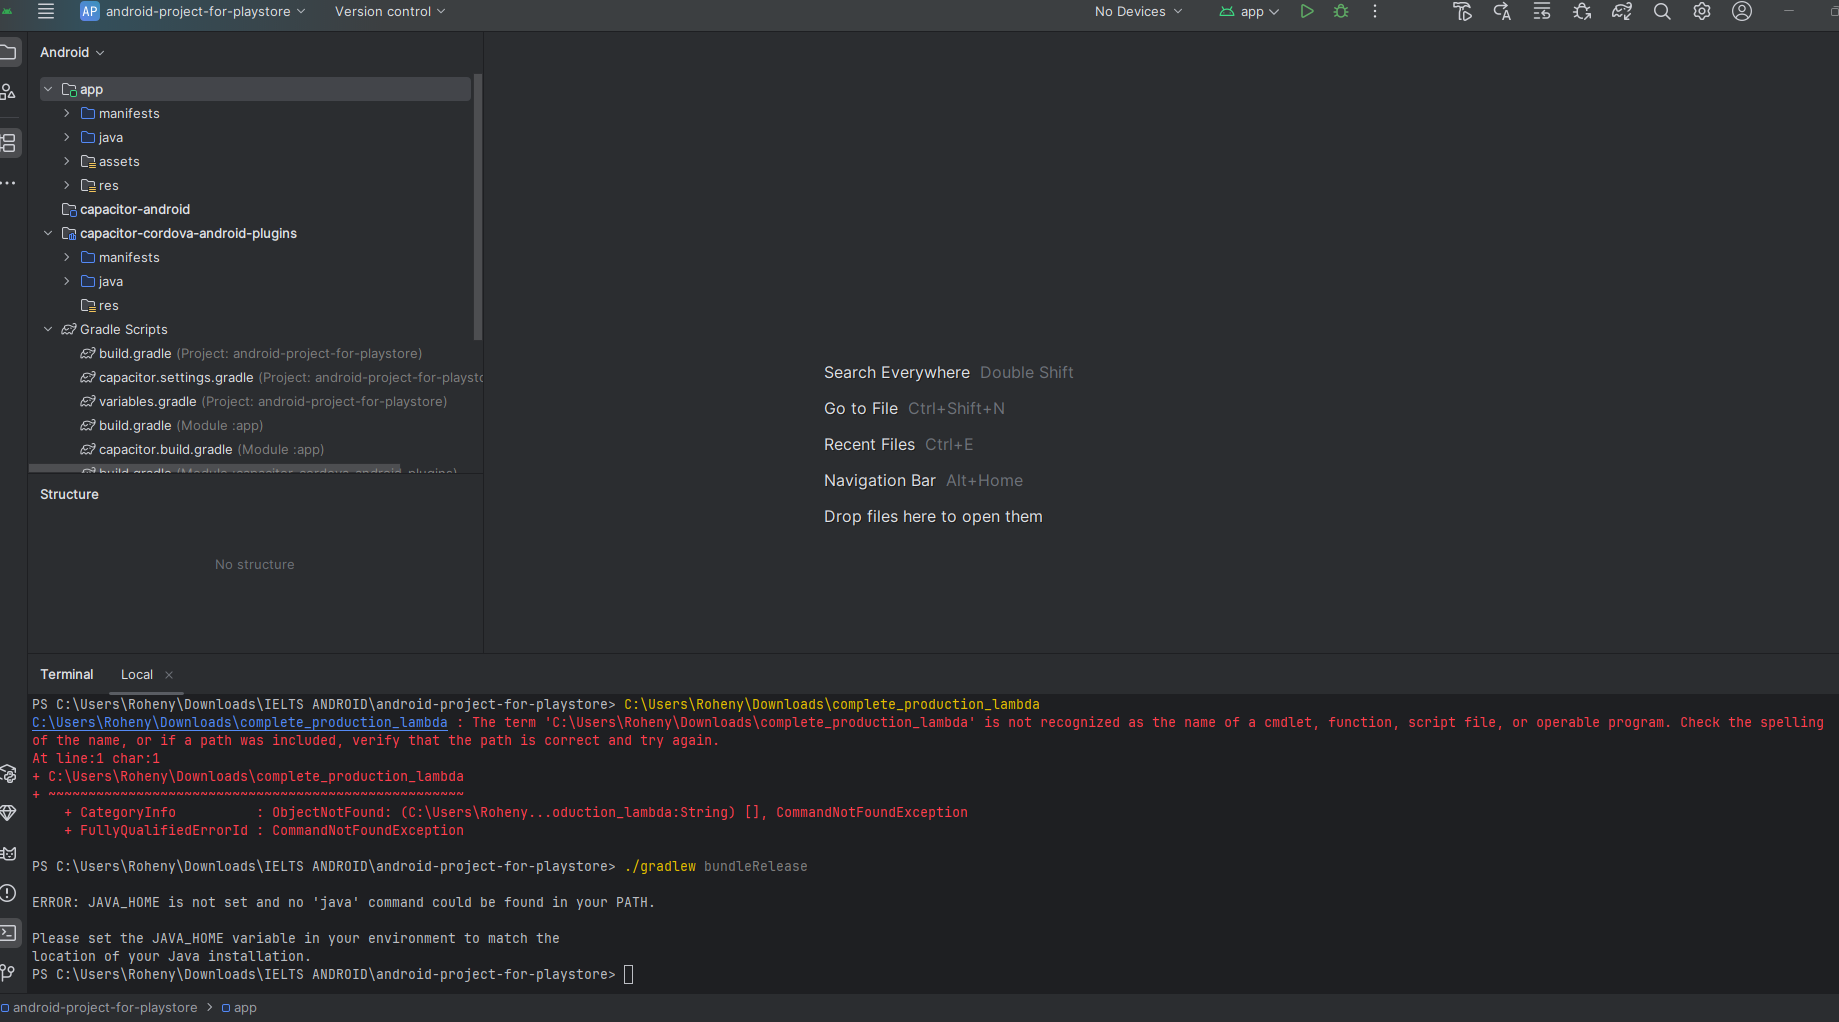 AP android-project-for-playstore
Version control
No Devices
app
Android
app
manifests
java
assets
res
capacitor-android
capacitor-cordova-android-plugins
manifests
java
res
Gradle Scripts
build.gradle (Project: android-project-for-playstore)
capacitor.settings.gradle (Project: android-project-for-playsto
variables.gradle (Project: android-project-for-playstore)
build.gradle (Module :app)
capacitor.build.gradle (Module :app)
build.gradle (Module :capacitor-cordova-android-plugins)
Structure
No structure
Search Everywhere Double Shift
Go to File Ctrl+Shift+N
Recent Files Ctrl+E
Navigation Bar Alt+Home
Drop files here to open them
Terminal Local
PS C:\Users\Roheny\Downloads\IELTS ANDROID\android-project-for-playstore> C:\Users\Roheny\Downloads\complete_production_lambda
C:\Users\Roheny\Downloads\complete_production_lambda : The term 'C:\Users\Roheny\Downloads\complete_production_lambda' is not recognized as the name of a cmdlet, function, script file, or operable program. Check the spelling
of the name, or if a path was included, verify that the path is correct and try again.
At line:1 char:1
+ C:\Users\Roheny\Downloads\complete_production_lambda
+ ~~~~~~~~~~~~~~~~~~~~~~~~~~~~~~~~~~~~~~~~~~~~~~~~~~~~
+ CategoryInfo : ObjectNotFound: (C:\Users\Roheny...oduction_lambda:String) [], CommandNotFoundException
+ FullyQualifiedErrorId : CommandNotFoundException
PS C:\Users\Roheny\Downloads\IELTS ANDROID\android-project-for-playstore> ./gradlew bundleRelease
ERROR: JAVA_HOME is not set and no 'java' command could be found in your PATH.
Please set the JAVA_HOME variable in your environment to match the
location of your Java installation.
PS C:\Users\Roheny\Downloads\IELTS ANDROID\android-project-for-playstore>
android-project-for-playstore > app